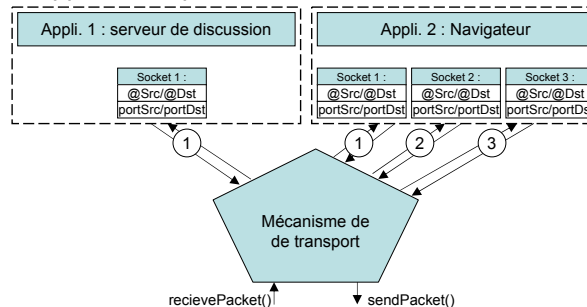 Appli. 1 : serveur de discussion
Appli. 2 : Navigateur
Socket 1 :
@Src/@Dst
portSrc/portDst
Socket 1 :
@Src/@Dst
portSrc/portDst
Socket 2 :
@Src/@Dst
portSrc/portDst
Socket 3 :
@Src/@Dst
portSrc/portDst
1
1
2
3
Mécanisme de
de transport
recievePacket()
sendPacket()